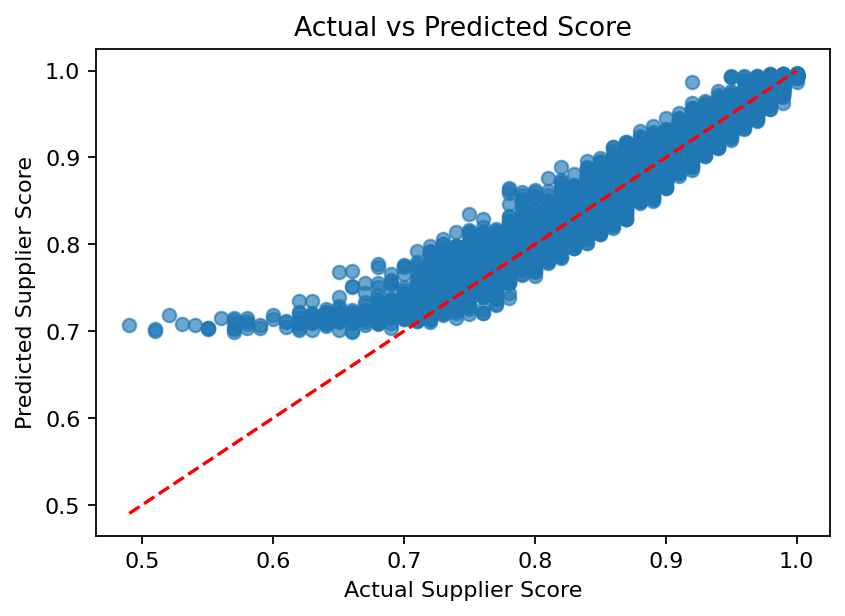 Actual vs Predicted Score
Predicted Supplier Score
1.0
0.9
0.8
0.7
0.6
0.5
0.5 0.6 0.7 0.8 0.9 1.0
Actual Supplier Score